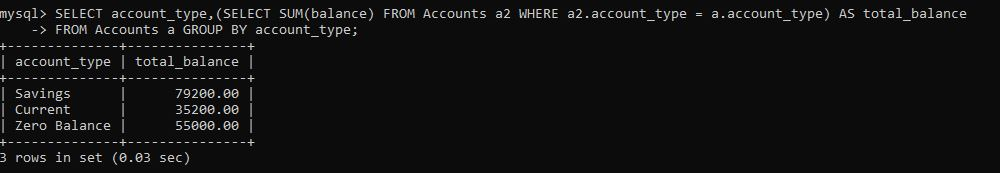 mysql> SELECT account_type,(SELECT SUM(balance) FROM Accounts a2 WHERE a2.account_type = a.account_type) AS total_balance
    -> FROM Accounts a GROUP BY account_type;
+--------------+---------------+
| account_type | total_balance |
+--------------+---------------+
| Savings      |      79200.00 |
| Current      |      35200.00 |
| Zero Balance |      55000.00 |
+--------------+---------------+
3 rows in set (0.03 sec)